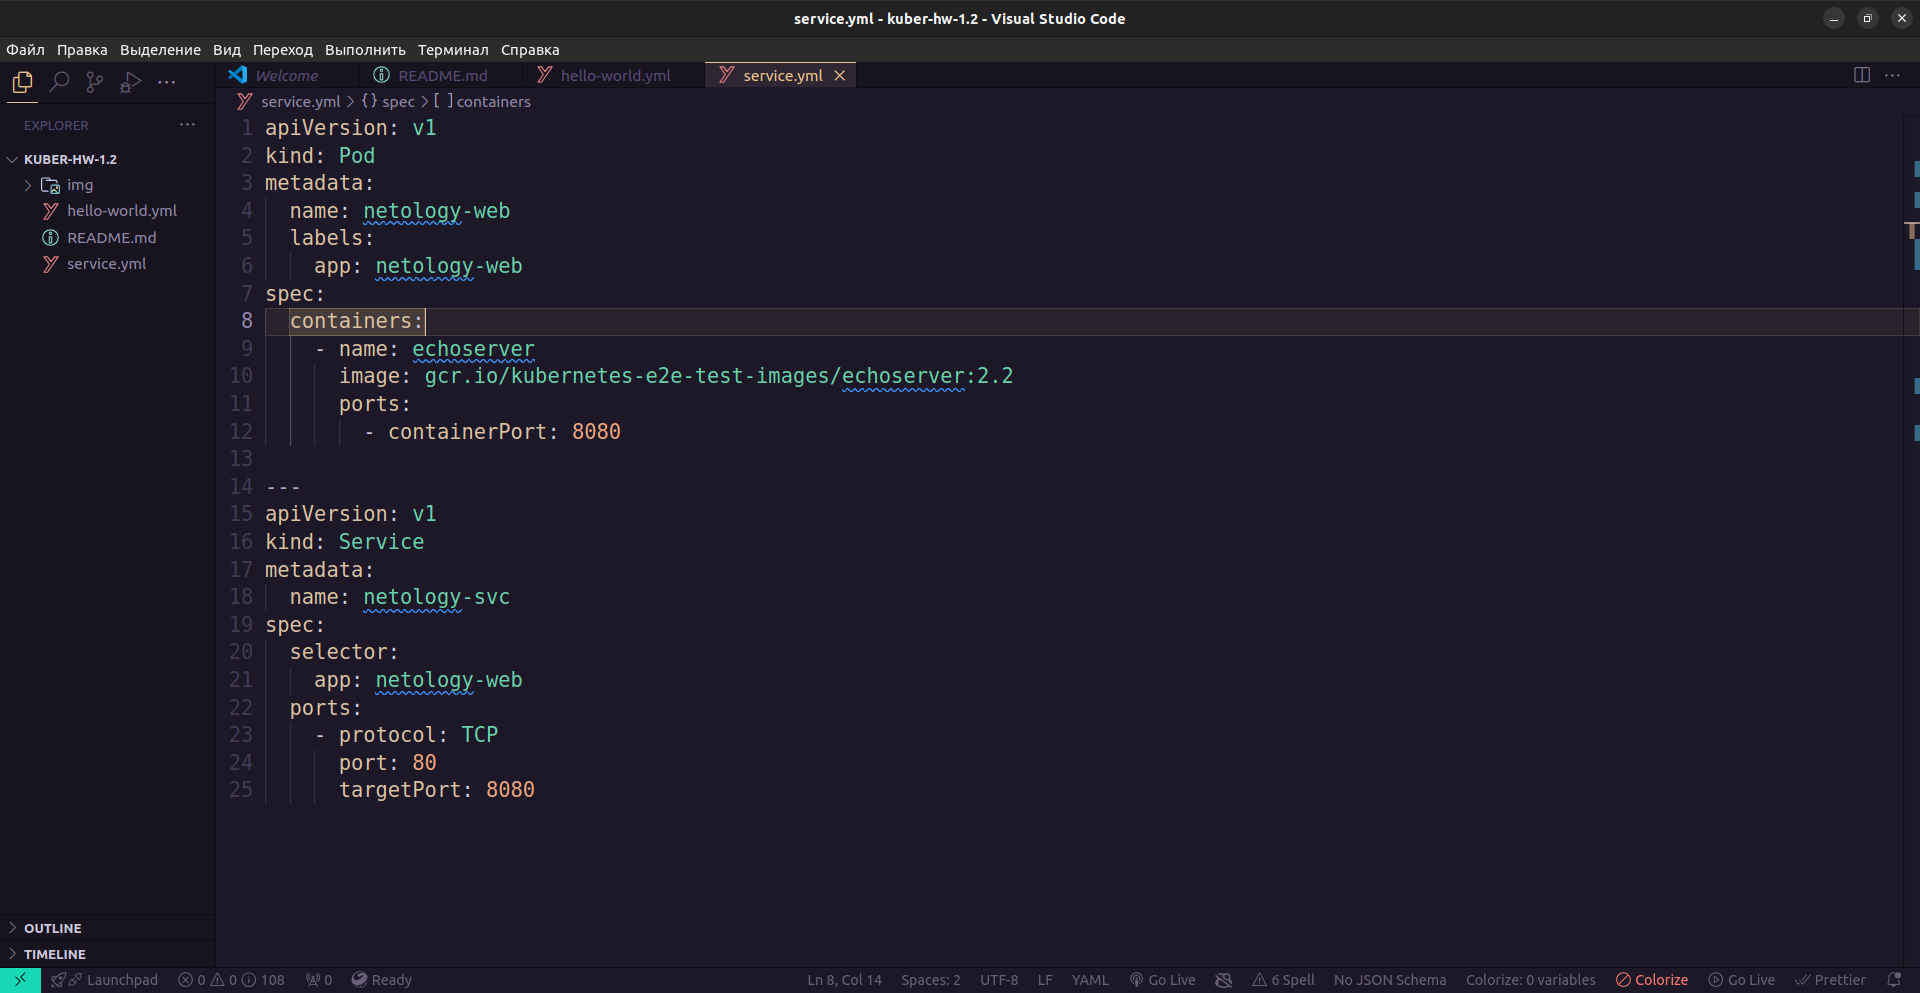 service.yml - kuber-hw-1.2 - Visual Studio Code
Файл Правка Выделение Вид Переход Выполнить Терминал Справка
Welcome README.md hello-world.yml service.yml
service.yml > {} spec > [ ] containers
EXPLORER
KUBER-HW-1.2
img
hello-world.yml
README.md
service.yml
OUTLINE
TIMELINE
1 apiVersion: v1
2 kind: Pod
3 metadata:
4 name: netology-web
5 labels:
6 app: netology-web
7 spec:
8 containers:
9 - name: echoserver
10 image: gcr.io/kubernetes-e2e-test-images/echoserver:2.2
11 ports:
12 - containerPort: 8080
13
14 ---
15 apiVersion: v1
16 kind: Service
17 metadata:
18 name: netology-svc
19 spec:
20 selector:
21 app: netology-web
22 ports:
23 - protocol: TCP
24 port: 80
25 targetPort: 8080
Launchpad 0 0 108 0 Ready Ln 8, Col 14 Spaces: 2 UTF-8 LF YAML Go Live 6 Spell No JSON Schema Colorize: 0 variables Colorize Go Live Prettier